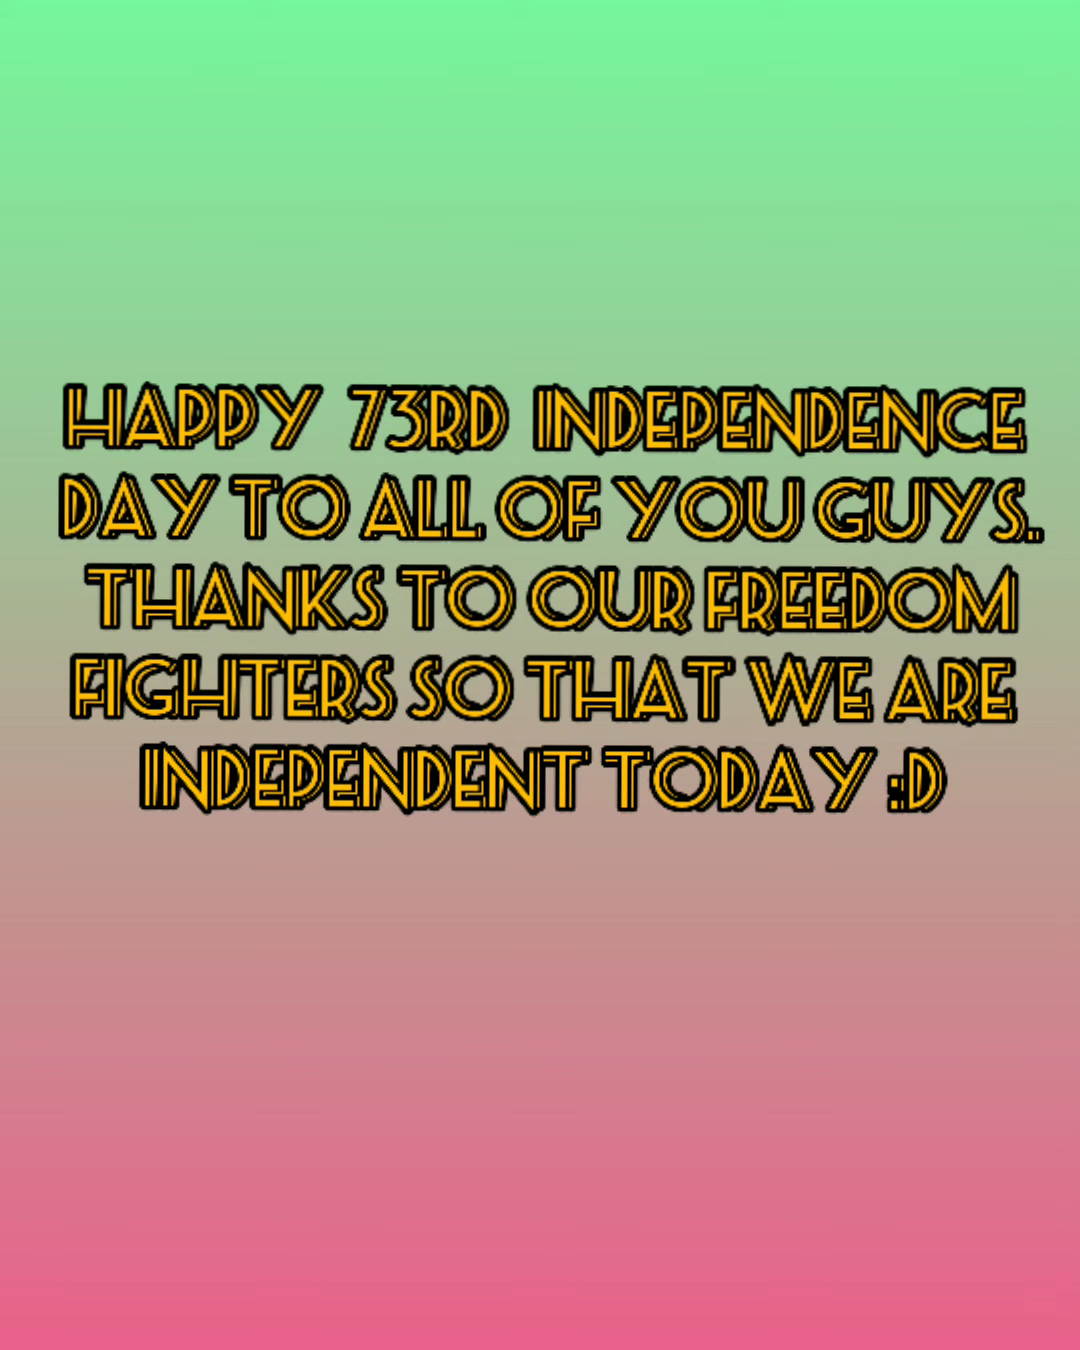 HAPPY 73RD INDEPENDENCE
DAY TO ALL OF YOU GUYS..
THANKS TO OUR FREEDOM
FIGHTERS SO THAT WE ARE
INDEPENDENT TODAY :D